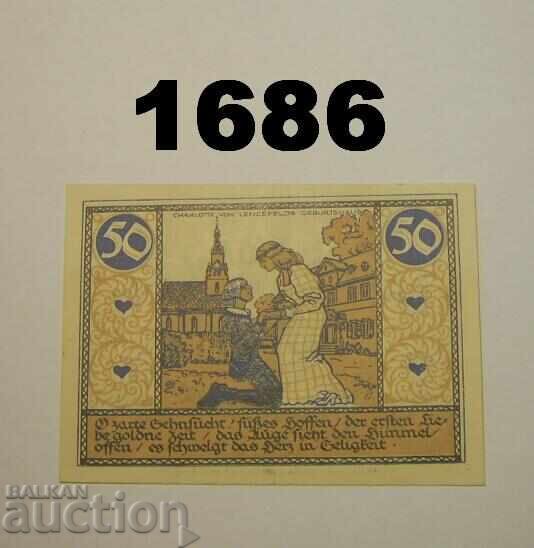 1686
CHARLOTTE VON LENGEFELDS GEBURTSHAUS
50 50
O zarte Sehnsucht / süßes Hoffen / der ersten Lie-
be goldne Zeit / das Auge sieht den Himmel
offen / es schwelgt das Herz in Seligkeit.
BALKAN
auction